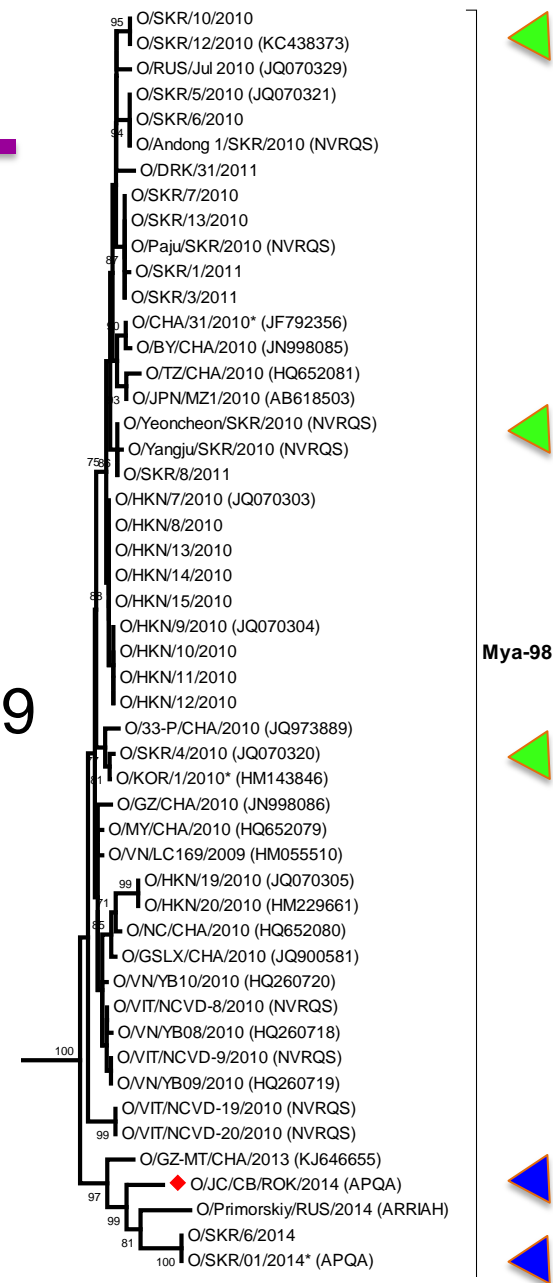 95
O/SKR/10/2010
O/SKR/12/2010 (KC438373)
O/RUS/Jul 2010 (JQ070329)
O/SKR/5/2010 (JQ070321)
O/SKR/6/2010
94
O/Andong 1/SKR/2010 (NVRQS)
O/DRK/31/2011
O/SKR/7/2010
O/SKR/13/2010
O/Paju/SKR/2010 (NVRQS)
87
O/SKR/1/2011
O/SKR/3/2011
O/CHA/31/2010* (JF792356)
O/BY/CHA/2010 (JN998085)
O/TZ/CHA/2010 (HQ652081)
O/JPN/MZ1/2010 (AB618503)
O/Yeoncheon/SKR/2010 (NVRQS)
O/Yangju/SKR/2010 (NVRQS)
75
O/SKR/8/2011
O/HKN/7/2010 (JQ070303)
O/HKN/8/2010
O/HKN/13/2010
O/HKN/14/2010
O/HKN/15/2010
O/HKN/9/2010 (JQ070304)
O/HKN/10/2010
Mya-98
O/HKN/11/2010
O/HKN/12/2010
9
O/33-P/CHA/2010 (JQ973889)
O/SKR/4/2010 (JQ070320)
O/KOR/1/2010* (HM143846)
O/GZ/CHA/2010 (JN998086)
O/MY/CHA/2010 (HQ652079)
O/VN/LC169/2009 (HM055510)
99
O/HKN/19/2010 (JQ070305)
O/HKN/20/2010 (HM229661)
71
O/NC/CHA/2010 (HQ652080)
O/GSLX/CHA/2010 (JQ900581)
O/VN/YB10/2010 (HQ260720)
O/VIT/NCVD-8/2010 (NVRQS)
O/VN/YB08/2010 (HQ260718)
O/VIT/NCVD-9/2010 (NVRQS)
100
O/VN/YB09/2010 (HQ260719)
O/VIT/NCVD-19/2010 (NVRQS)
99
O/VIT/NCVD-20/2010 (NVRQS)
O/GZ-MT/CHA/2013 (KJ646655)
97
O/JC/CB/ROK/2014 (APQA)
99
O/Primorskiy/RUS/2014 (ARRIAH)
O/SKR/6/2014
81
O/SKR/01/2014* (APQA)
100